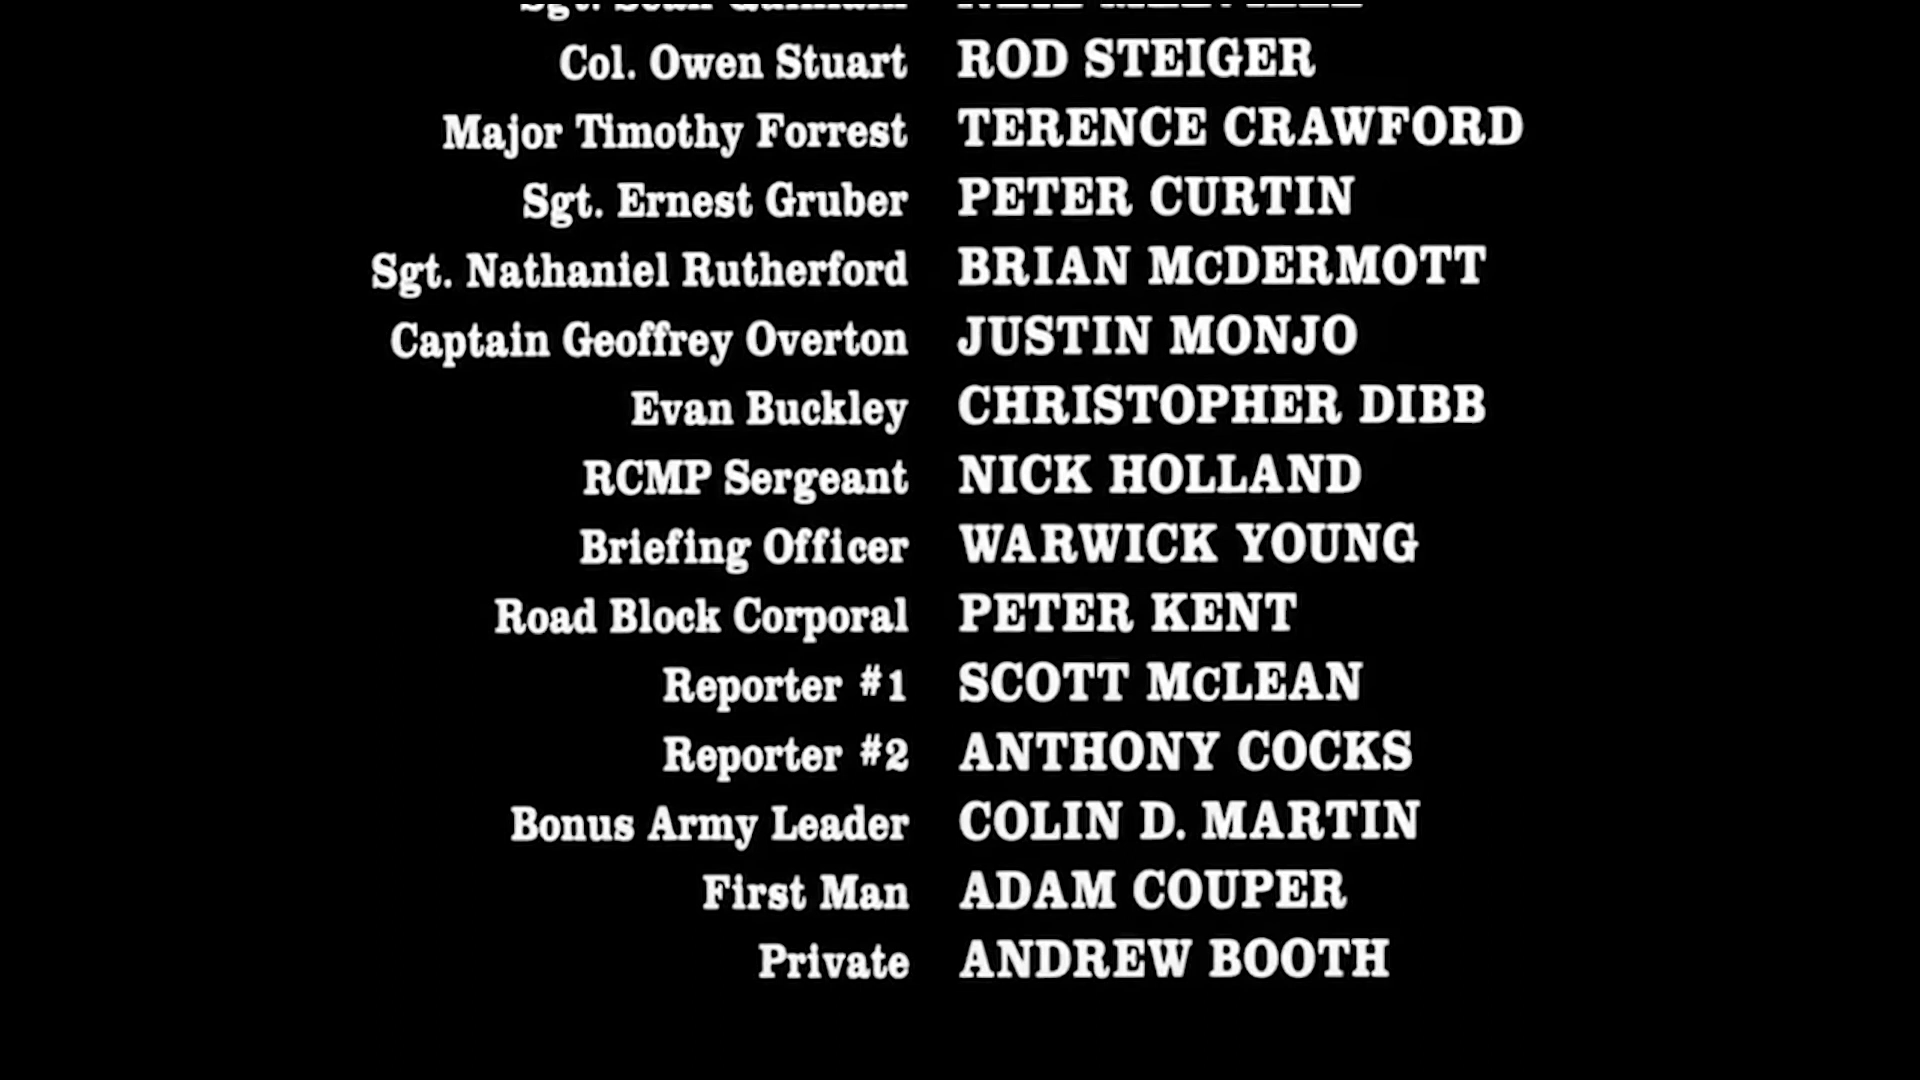 Col. Owen Stuart ROD STEIGER
Major Timothy Forrest TERENCE CRAWFORD
Sgt. Ernest Gruber PETER CURTIN
Sgt. Nathaniel Rutherford BRIAN McDERMOTT
Captain Geoffrey Overton JUSTIN MONJO
Evan Buckley CHRISTOPHER DIBB
RCMP Sergeant NICK HOLLAND
Briefing Officer WARWICK YOUNG
Road Block Corporal PETER KENT
Reporter #1 SCOTT McLEAN
Reporter #2 ANTHONY COCKS
Bonus Army Leader COLIN D. MARTIN
First Man ADAM COUPER
Private ANDREW BOOTH